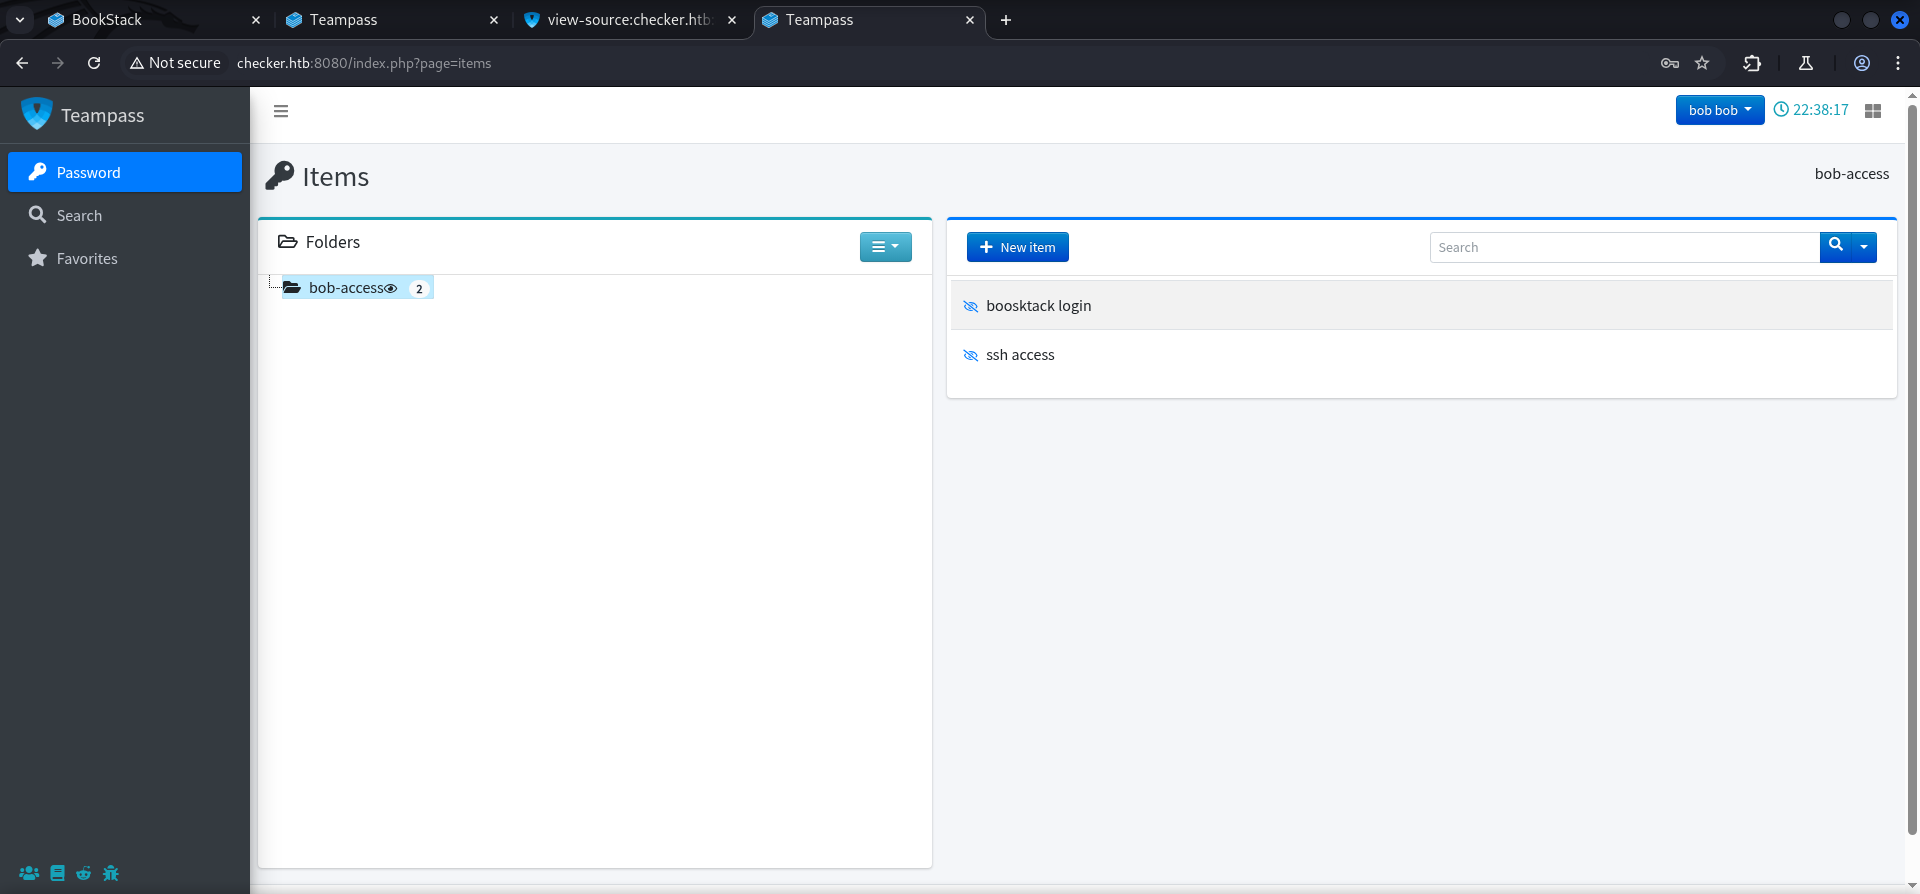 BookStack
Teampass
view-source:checker.htb:
Teampass
Not secure
checker.htb:8080/index.php?page=items
Teampass
bob bob
22:38:17
Password
Search
Favorites
Items
bob-access
Folders
New item
Search
bob-access 2
boosktack login
ssh access